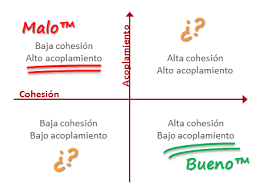 Malo™
Baja cohesión
Alto acoplamiento
Acoplamiento
¿?
Alta cohesión
Alto acoplamiento
Cohesión
Baja cohesión
Bajo acoplamiento
¿?
Alta cohesión
Bajo acoplamiento
Bueno™